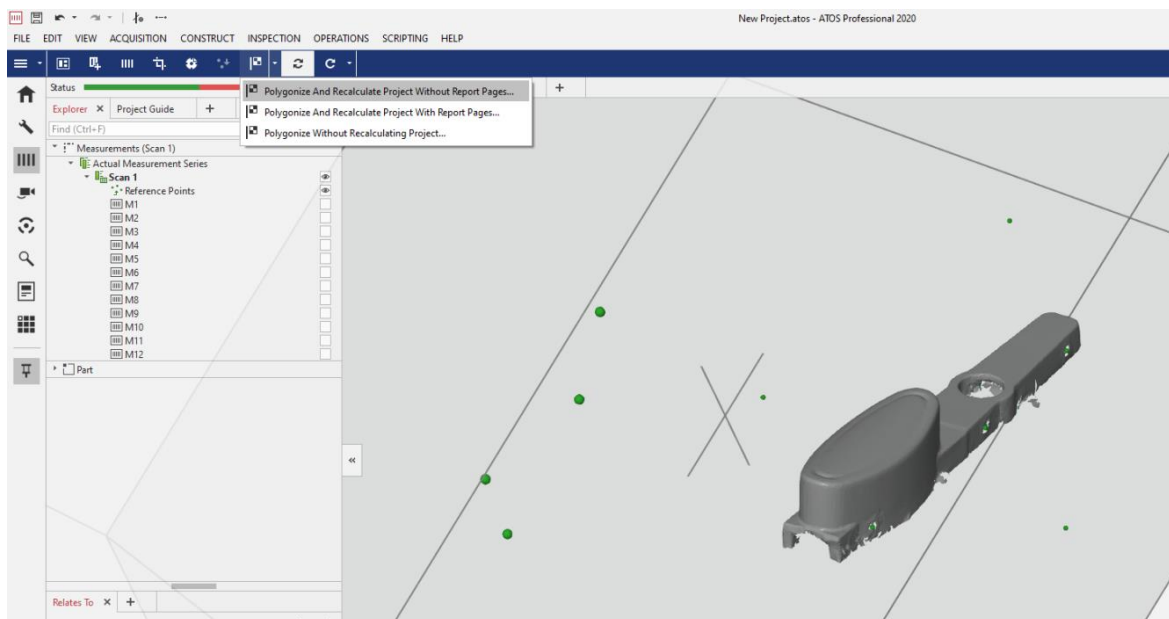 New Project.atos - ATOS Professional 2020
FILE EDIT VIEW ACQUISITION CONSTRUCT INSPECTION OPERATIONS SCRIPTING HELP
Status
Polygonize And Recalculate Project Without Report Pages...
Explorer Project Guide
Polygonize And Recalculate Project With Report Pages...
Find (Ctrl+F)
Polygonize Without Recalculating Project...
Measurements (Scan 1)
Actual Measurement Series
Scan 1
Reference Points
M1
M2
M3
M4
M5
M6
M7
M8
M9
M10
M11
M12
Part
Relates To